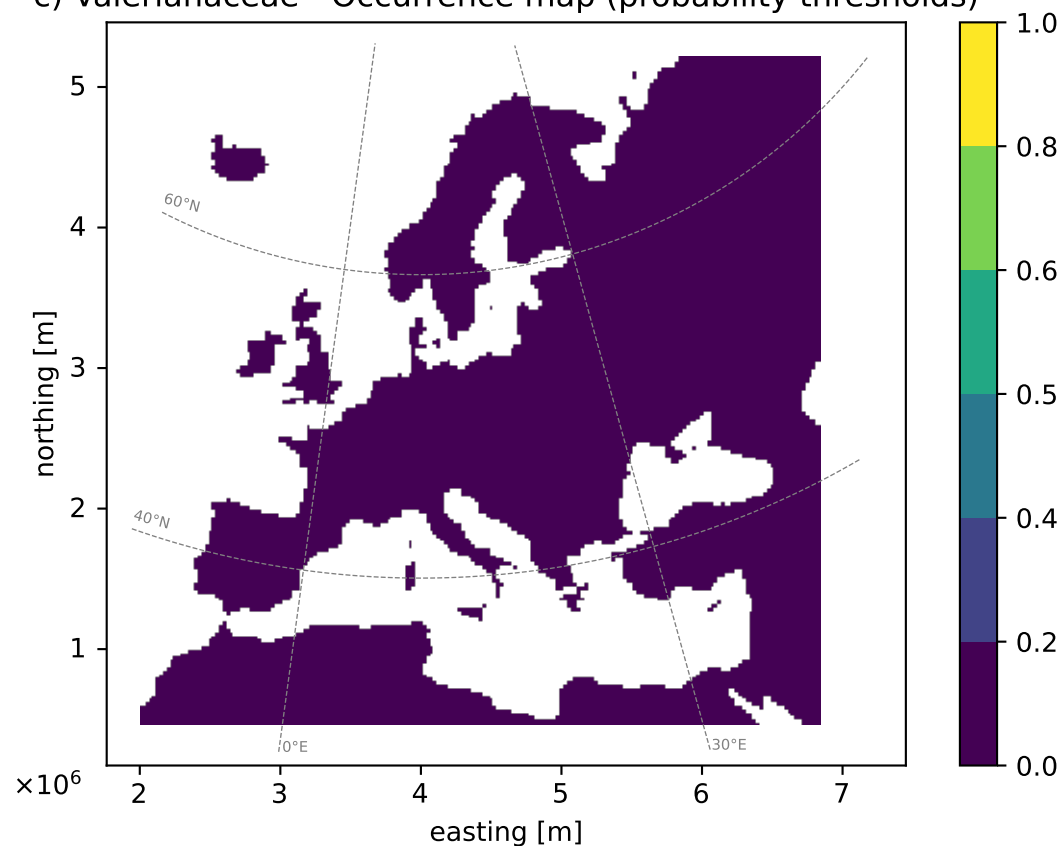 c) Valerianaceae - Occurrence map (probability thresholds)
1.0
0.8
0.6
0.5
0.4
0.2
0.0
5
4
3
2
1
northing [m]
60°N
40°N
0°E
30°E
×10⁶
2 3 4 5 6 7
easting [m]